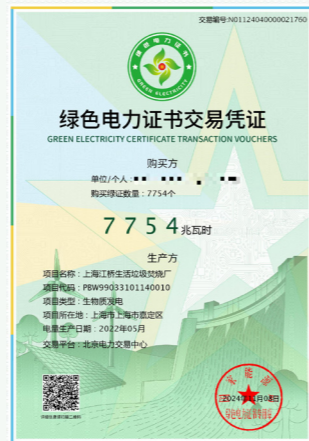 交易编号:N01124040000021760
绿色电力证书
GREEN ELECTRICITY
绿色电力证书交易凭证
GREEN ELECTRICITY CERTIFICATE TRANSACTION VOUCHERS
购买方
单位/个人:
购买绿证数量:7754个
7754兆瓦时
生产方
项目名称:上海江桥生活垃圾焚烧厂
项目代码:PBW99033101140010
项目类型:生物质发电
项目所在地:上海市上海市嘉定区
电量生产日期:2022年05月
交易平台:北京电力交易中心